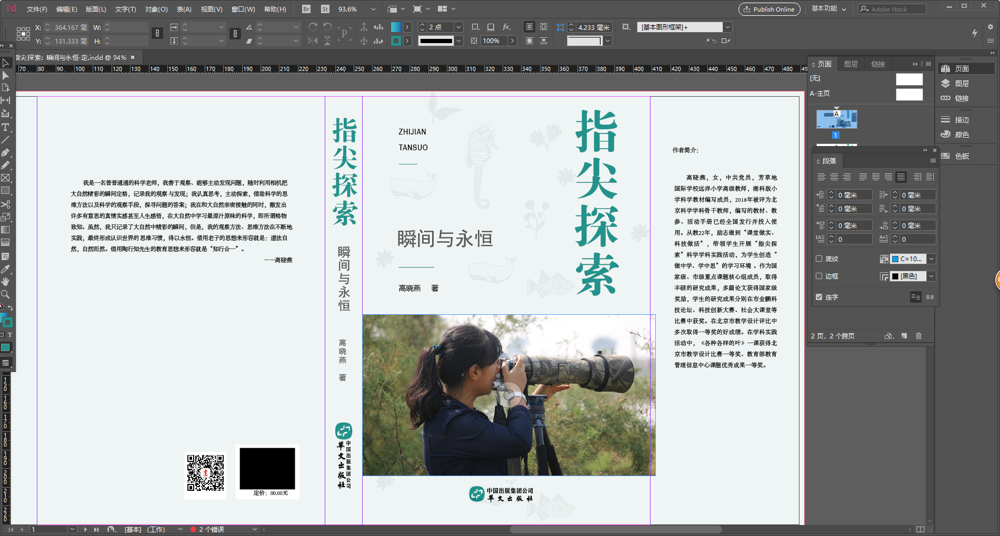 Id 文件(F) 编辑(E) 版面(L) 文字(T) 对象(O) 表(A) 视图(V) 窗口(W) 帮助(H) Br St 93.6% Publish Online 基本功能 Adobe Stock
X: 364.167 毫 W: 2 点 fx. 4.233 毫米 [基本图形框架]+
Y: 131.333 毫 H: P 100%
指尖探索：瞬间与永恒-定.indd @ 94% ×
70 80 90 100 110 120 130 140 150 160 170 180 190 200 210 220 230 240 250 260 270 280 290 300 310 320 330 340 350 360 370 380 390 400 410 420 430 440 450 460 470 480 49
我是一名普普通通的科学老师，我善于观察、能够主动发现问题，随时利用相机把
大自然精彩的瞬间定格，记录我的观察与发现；我认真思考，主动探索，借助科学的思
维方法以及科学的观察手段，探寻问题的答案；我在和大自然亲密接触的同时，激发出
许多有意思的真情实感甚至人生感悟，在大自然中学习最原汁原味的科学，即所谓格物
致知。虽然，我只记录了大自然中精彩的瞬间，但是，我的观察方法、思维方法在不断地
实践，最终形成认识世界的思维习惯，得以永恒。借用老子的思想来形容就是：道法自
然，自然而然。借用陶行知先生的教育思想来形容就是“知行合一”。
——高晓燕
定价：00.00元
指尖探索
瞬间与永恒
高晓燕 著
中国出版集团公司
華文出版社
ZHIJIAN
TANSUO
指尖探索
瞬间与永恒
高晓燕 著
中国出版集团公司
華文出版社
作者简介：
高晓燕，女，中共党员，芳草地
国际学校远洋小学高级教师，湘科版小
学科学教材编写成员，2018年被评为北
京科学学科骨干教师，编写的教材、教
参、活动手册已经全国发行并投入使
用。从教22年，励志做到“课堂做实、
科技做活”，带领学生开展“指尖探
索”科学学科实践活动，为学生创造“
做中学、学中思”的学习环境 。作为国
家级、市级重点课题核心组成员，取得
丰硕的研究成果，多篇论文获得国家级
奖励，学生的研究成果分别在市金鹏科
技论坛、科技创新大赛、社会大课堂等
比赛中获奖。在北京市教学设计评比中
多次取得一等奖的好成绩。在学科实践
活动中，《各种各样的叶》一课获得北
京市教学设计比赛一等奖、教育部教育
管理信息中心课题优秀成果一等奖。
页面 图层 链接
[无]
A-主页
A
1
段落
0 毫米 0 毫米
0 毫米 0 毫米
0 毫米 0 毫米
0 0
底纹 C=10...
边框 [黑色]
连字
2 页，2 个跨页
页面
图层
链接
描边
颜色
色板
150
160
170
180
190
200
210
220
1 [基本] (工作) 2 个错误